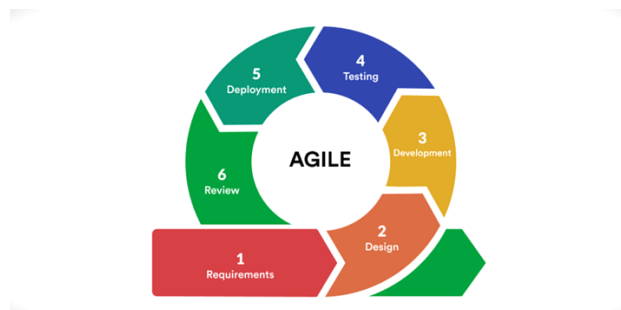 AGILE
1
Requirements
2
Design
3
Development
4
Testing
5
Deployment
6
Review